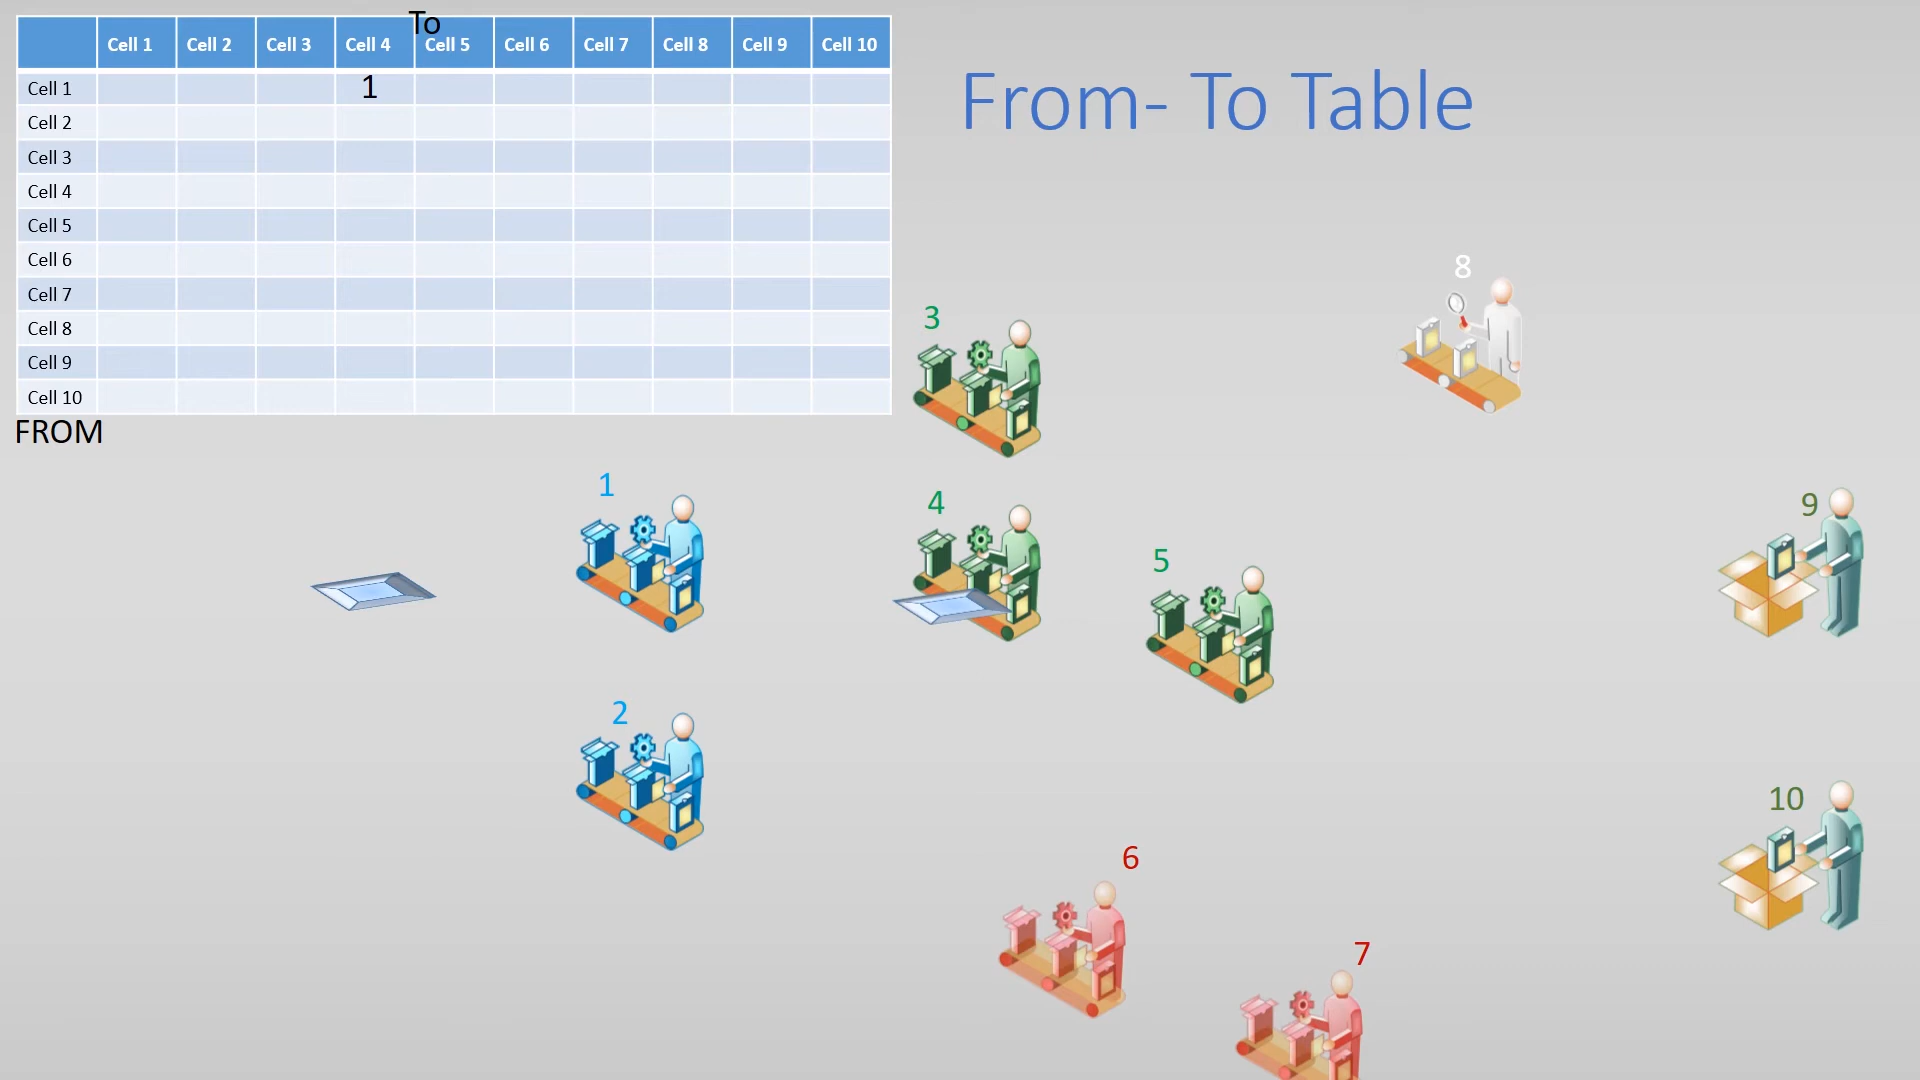 To
Cell 1 Cell 2 Cell 3 Cell 4 Cell 5 Cell 6 Cell 7 Cell 8 Cell 9 Cell 10
Cell 1 1
Cell 2
Cell 3
Cell 4
Cell 5
Cell 6
Cell 7
Cell 8
Cell 9
Cell 10
FROM
From- To Table
8
3
1
4
9
5
2
10
6
7